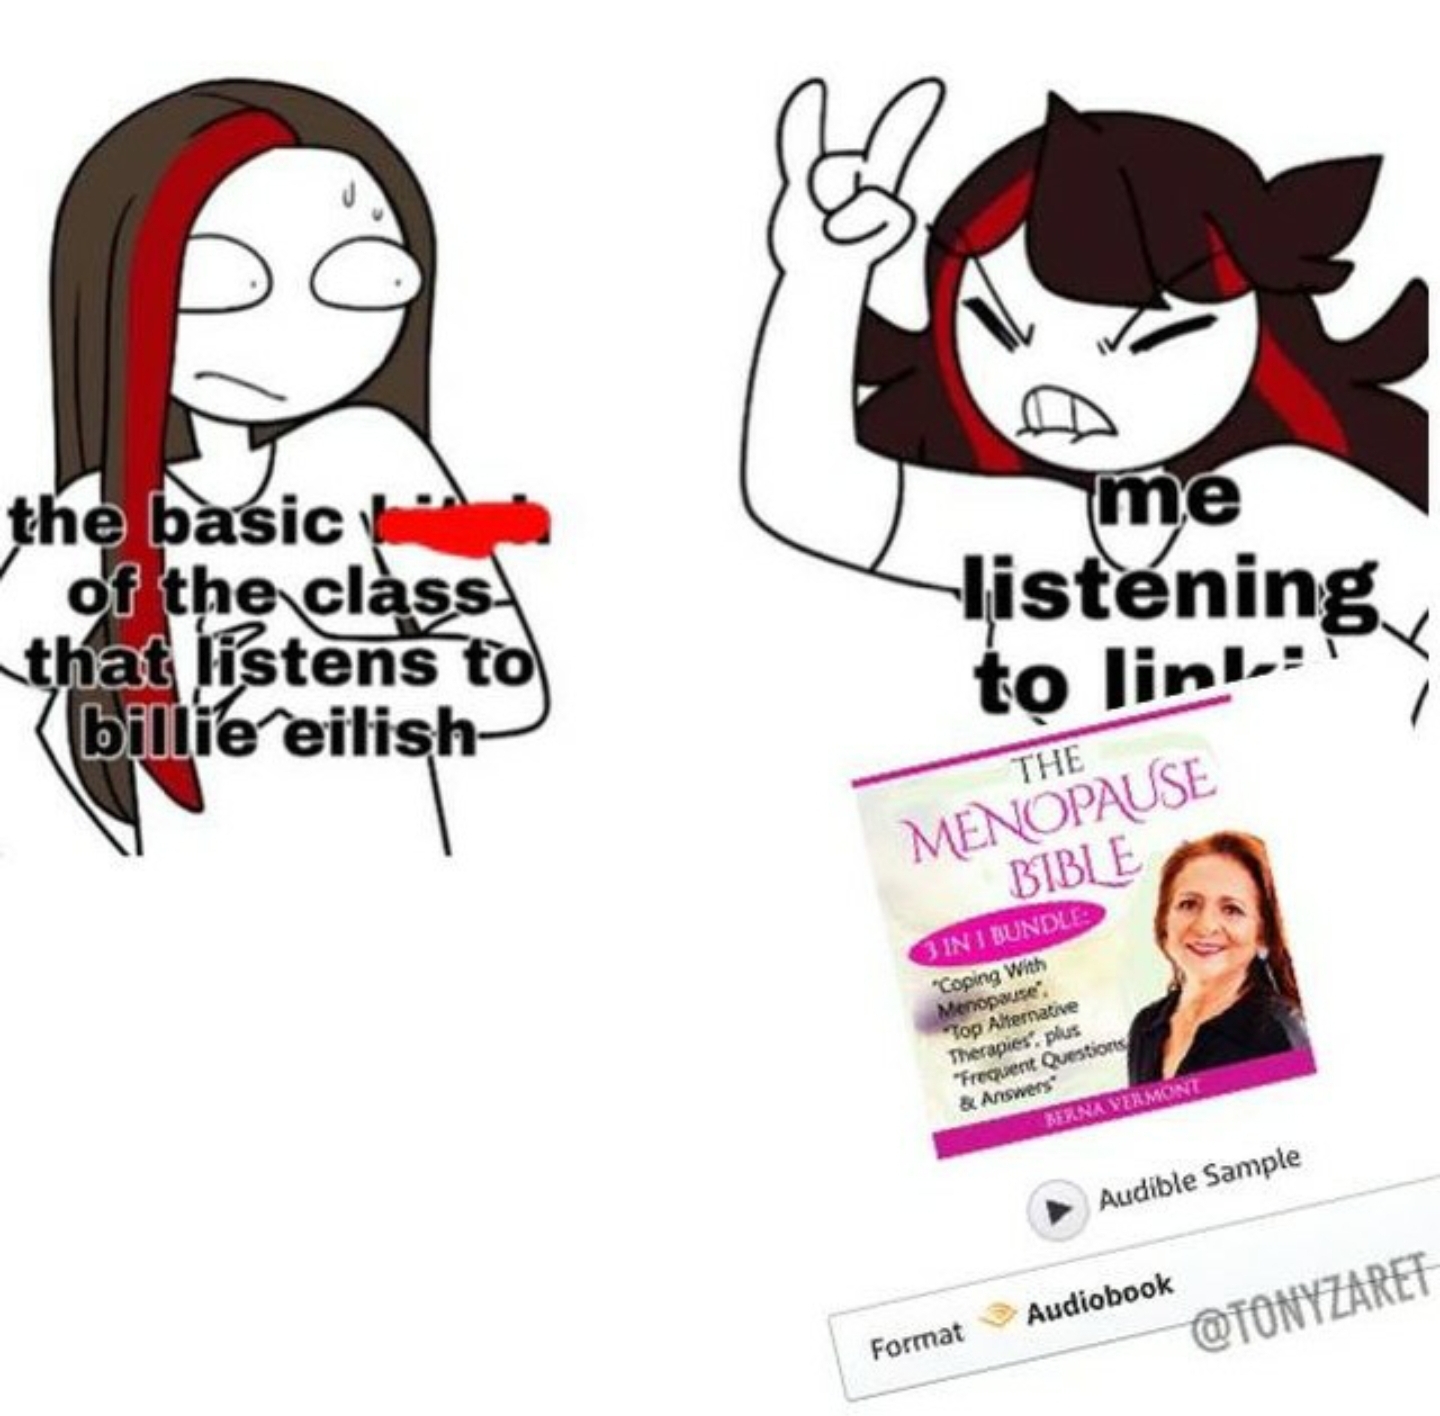 the basic
of the class
that listens to
billie eilish
me
listening
to
THE
MENOPAUSE
BIBLE
3 IN 1 BUNDLE:
"Coping With
Menopause",
"Top Alternative
Therapies", plus
"Frequent Questions
& Answers"
BERNA VERMONT
Audible Sample
Format Audiobook
@TONYZARET